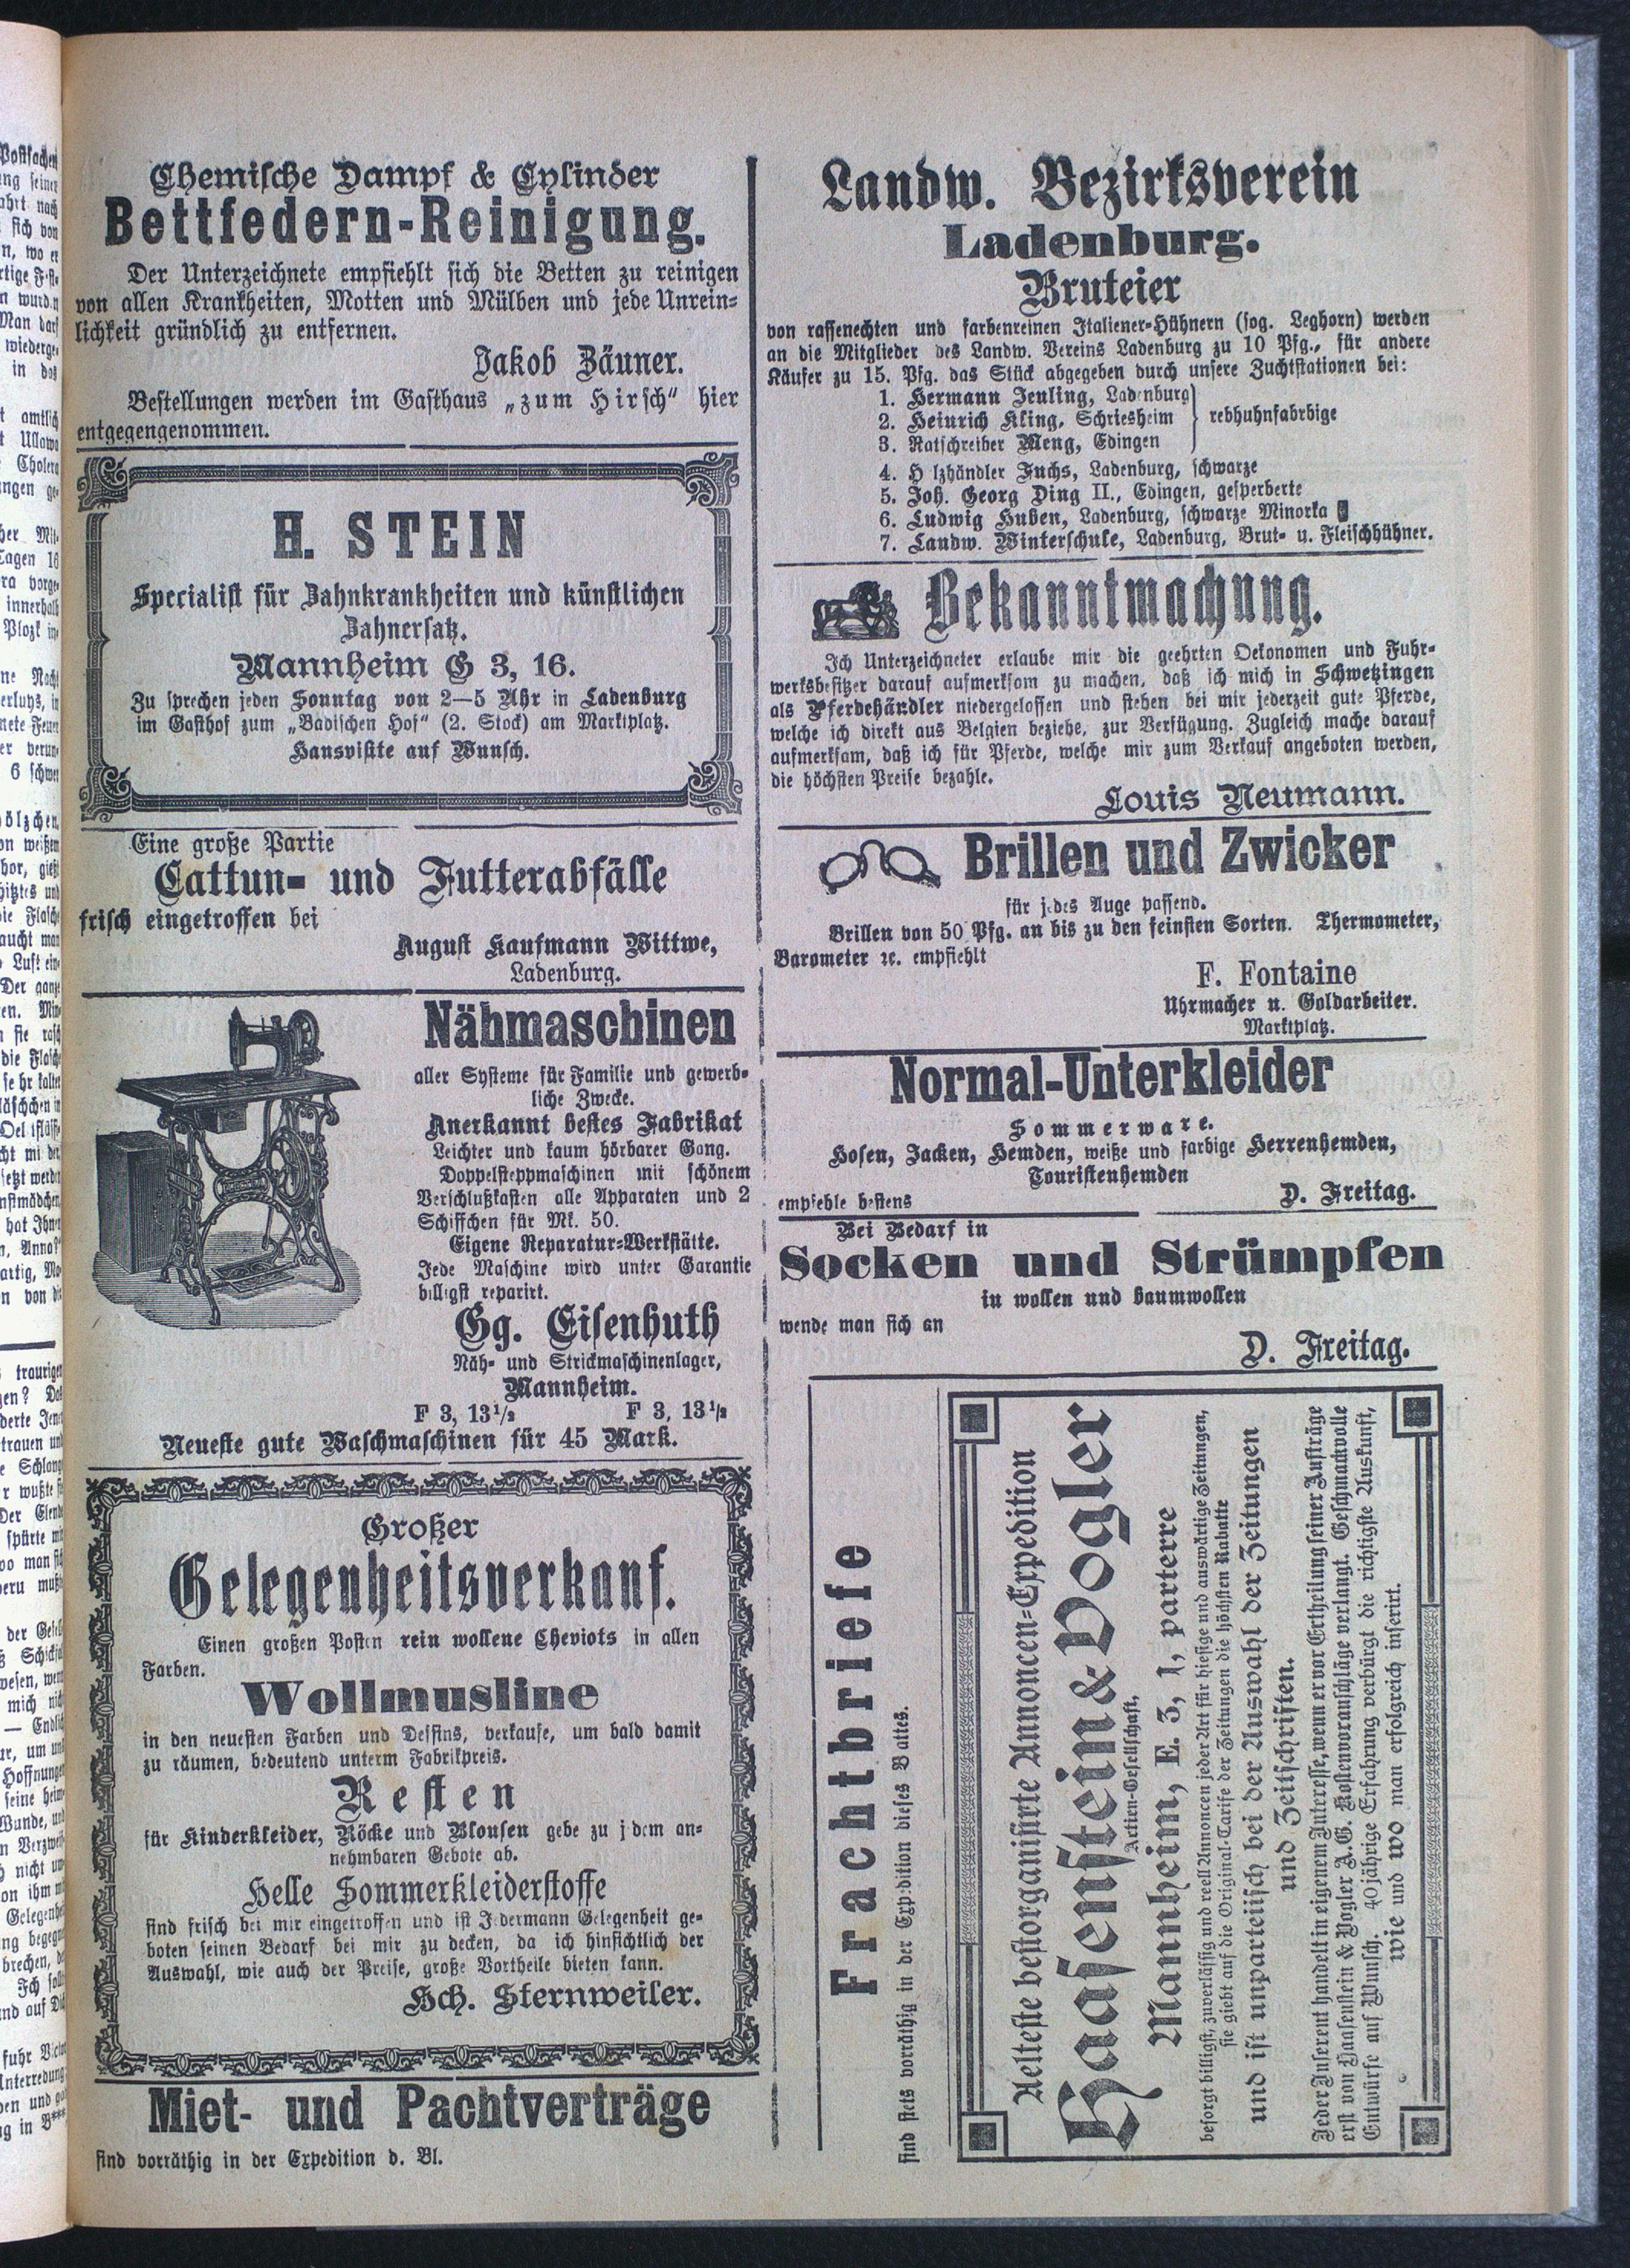 Chemische Dampf & Cylinder
Bettfedern-Reinigung.
Der Unterzeichnete empfiehlt sich die Betten zu reinigen
von allen Krankheiten, Motten und Mülben und jede Unrein-
lichkeit gründlich zu entfernen.
Jakob Zäuner.
Bestellungen werden im Gasthaus „zum Hirsch“ hier
entgegengenommen.
H. STEIN
Specialist für Zahnkrankheiten und künstlichen
Zahnersatz.
Mannheim G 3, 16.
Zu sprechen jeden Sonntag von 2—5 Uhr in Ladenburg
im Gasthof zum „Badischen Hof“ (2. Stock) am Marktplatz.
Hausvisite auf Wunsch.
Eine große Partie
Cattun- und Futterabfälle
frisch eingetroffen bei
August Kaufmann Wittwe,
Ladenburg.
Nähmaschinen
aller Systeme für Familie und gewerb-
liche Zwecke.
Anerkannt bestes Fabrikat
Leichter und kaum hörbarer Gang.
Doppelsteppmaschinen mit schönem
Verschlußkasten alle Apparaten und 2
Schiffchen für Mk. 50.
Eigene Reparatur-Werkstätte.
Jede Maschine wird unter Garantie
billigst reparirt.
Gg. Eisenhuth
Näh- und Strickmaschinenlager,
Mannheim.
F 3, 13½ F 3, 13½
Neueste gute Waschmaschinen für 45 Mark.
Großer
Gelegenheitsverkauf.
Einen großen Posten rein wollene Cheviots in allen
Farben.
Wollmusline
in den neuesten Farben und Dessins, verkaufe, um bald damit
zu räumen, bedeutend unterm Fabrikpreis.
Resten
für Kinderkleider, Röcke und Blousen gebe zu jedem an-
nehmbaren Gebote ab.
Helle Sommerkleiderstoffe
sind frisch bei mir eingetroffen und ist Jedermann Gelegenheit ge-
boten seinen Bedarf bei mir zu decken, da ich hinsichtlich der
Auswahl, wie auch der Preise, große Vortheile bieten kann.
Hch. Sternweiler.
Miet- und Pachtverträge
sind vorräthig in der Expedition d. Bl.
Landw. Bezirksverein
Ladenburg.
Bruteier
von rassenechten und farbenreinen Italiener-Hühnern (sog. Leghorn) werden
an die Mitglieder des Landw. Vereins Ladenburg zu 10 Pfg., für andere
Käufer zu 15. Pfg. das Stück abgegeben durch unsere Zuchtstationen bei:
1. Hermann Jeuling, Ladenburg
2. Heinrich Kling, Schriesheim } rebhuhnfabrbige
3. Ratschreiber Meng, Edingen
4. H lzhändler Fuchs, Ladenburg, schwarze
5. Joh. Georg Ding II., Edingen, gesperberte
6. Ludwig Huben, Ladenburg, schwarze Minorka
7. Landw. Winterschule, Ladenburg, Brut- u. Fleischhühner.
Bekanntmachung.
Ich Unterzeichneter erlaube mir die geehrten Oekonomen und Fuhr-
werksbesitzer darauf aufmerksam zu machen, daß ich mich in Schwetzingen
als Pferdehändler niedergelossen und stehen bei mir jederzeit gute Pferde,
welche ich direkt aus Belgien beziehe, zur Verfügung. Zugleich mache darauf
aufmerksam, daß ich für Pferde, welche mir zum Verkauf angeboten werden,
die höchsten Preise bezahle.
Louis Neumann.
Brillen und Zwicker
für jedes Auge passend.
Brillen von 50 Pfg. an bis zu den feinsten Sorten. Thermometer,
Barometer ꝛc. empfiehlt
F. Fontaine
Uhrmacher u. Goldarbeiter.
Marktplatz.
Normal-Unterkleider
Sommerware.
Hosen, Jacken, Hemden, weiße und farbige Herrenhemden,
Touristenhemden
empfehle bestens
D. Freitag.
Bei Bedarf in
Socken und Strümpfen
in wollen und baumwollen
wende man sich an
D. Freitag.
Frachtbriefe
sind stets vorräthig in der Expedition dieses Battes.
Aelteste bestorganisirte Annoncen-Expedition
Haasenstein & Vogler
Actien-Gesellschaft,
Mannheim, E. 3, 1, parterre
besorgt billigst, zuverlässig und reell Annoncen jeder Art für hiesige und auswärtige Zeitungen,
sie giebt auf die Original-Tarife der Zeitungen die höchsten Rabatte
und ist unparteiisch bei der Auswahl der Zeitungen
und Zeitschriften.
Jeder Inserent handelt in eigenem Interesse, wenn er vor Ertheilung seiner Aufträge
erst von Haasenstein & Vogler A.G. Kostenvoranschläge verlangt. Geschmackvolle
Entwürfe auf Wunsch. 40 jährige Erfahrung verbürgt die richtigste Auskunft,
wie und wo man erfolgreich inserirt.